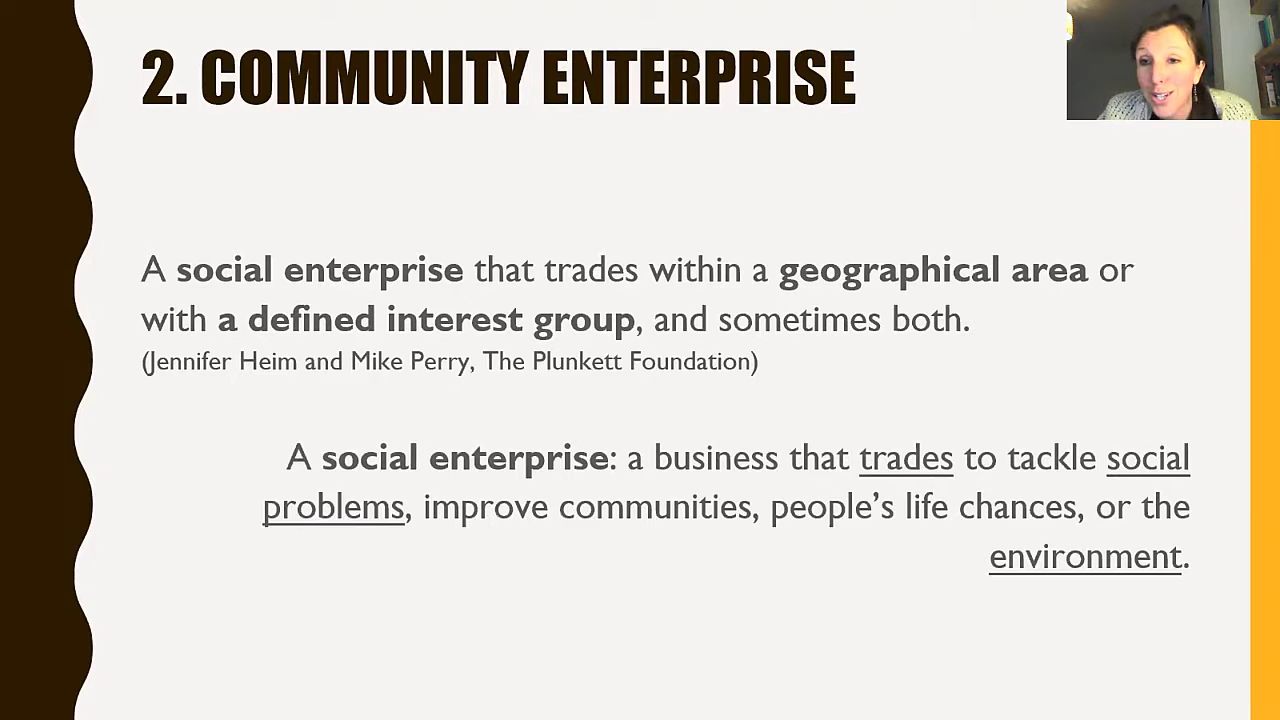 2. COMMUNITY ENTERPRISE
A social enterprise that trades within a geographical area or
with a defined interest group, and sometimes both.
(Jennifer Heim and Mike Perry, The Plunkett Foundation)
A social enterprise: a business that trades to tackle social
problems, improve communities, people’s life chances, or the
environment.